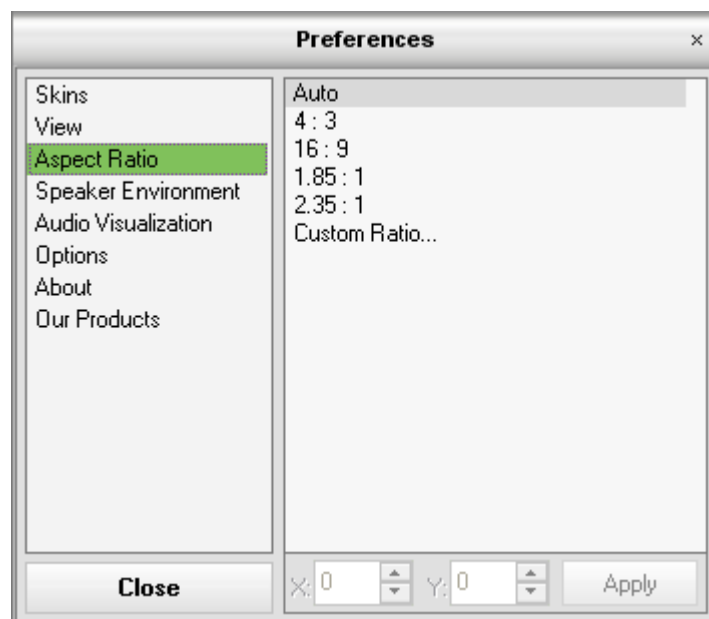 Preferences
×
Skins
View
Aspect Ratio
Speaker Environment
Audio Visualization
Options
About
Our Products
Auto
4 : 3
16 : 9
1.85 : 1
2.35 : 1
Custom Ratio...
Close
X: 0 Y: 0 Apply